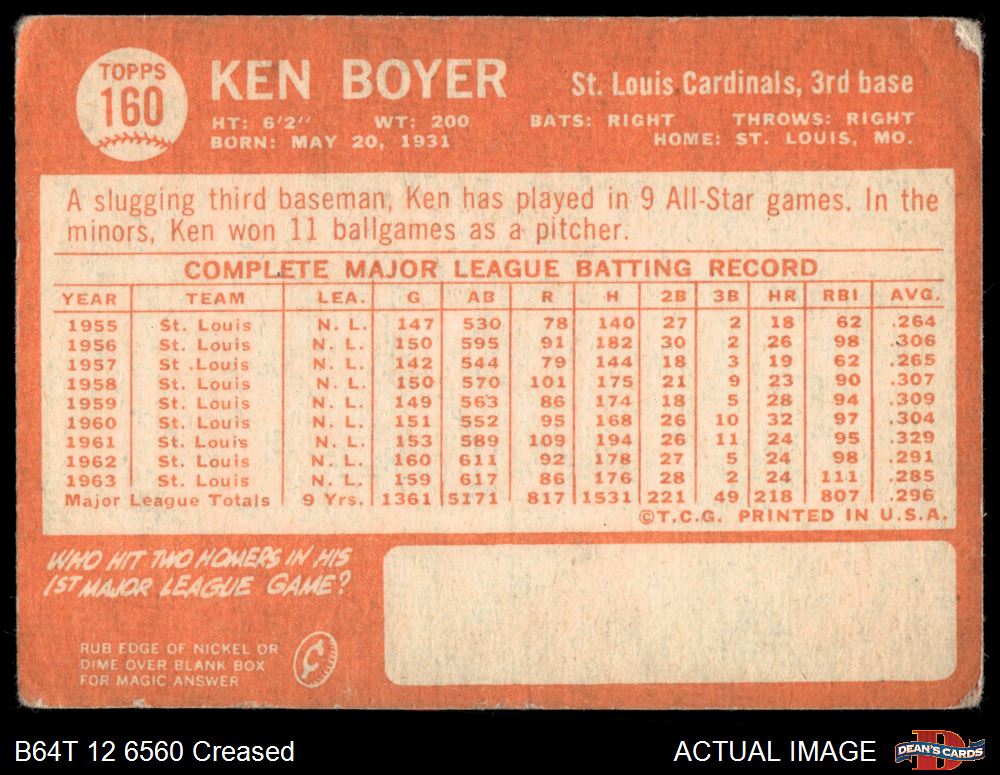 TOPPS
160
KEN BOYER
St. Louis Cardinals, 3rd base
HT: 6'2" WT: 200 BATS: RIGHT THROWS: RIGHT
BORN: MAY 20, 1931 HOME: ST. LOUIS, MO.
A slugging third baseman, Ken has played in 9 All-Star games. In the
minors, Ken won 11 ballgames as a pitcher.
COMPLETE MAJOR LEAGUE BATTING RECORD
YEAR TEAM LEA. G AB R H 2B 3B HR RBI AVG.
1955 St. Louis N. L. 147 530 78 140 27 2 18 62 .264
1956 St. Louis N. L. 150 595 91 182 30 2 26 98 .306
1957 St .Louis N. L. 142 544 79 144 18 3 19 62 .265
1958 St. Louis N. L. 150 570 101 175 21 9 23 90 .307
1959 St. Louis N. L. 149 563 86 174 18 5 28 94 .309
1960 St. Louis N. L. 151 552 95 168 26 10 32 97 .304
1961 St. Louis N. L. 153 589 109 194 26 11 24 95 .329
1962 St. Louis N. L. 160 611 92 178 27 5 24 98 .291
1963 St. Louis N. L. 159 617 86 176 28 2 24 111 .285
Major League Totals 9 Yrs. 1361 5171 817 1531 221 49 218 807 .296
©T.C.G. PRINTED IN U.S.A.
WHO HIT TWO HOMERS IN HIS
1ST MAJOR LEAGUE GAME?
RUB EDGE OF NICKEL OR
DIME OVER BLANK BOX
FOR MAGIC ANSWER
B64T 12 6560 Creased
ACTUAL IMAGE
D
DEAN'S CARDS